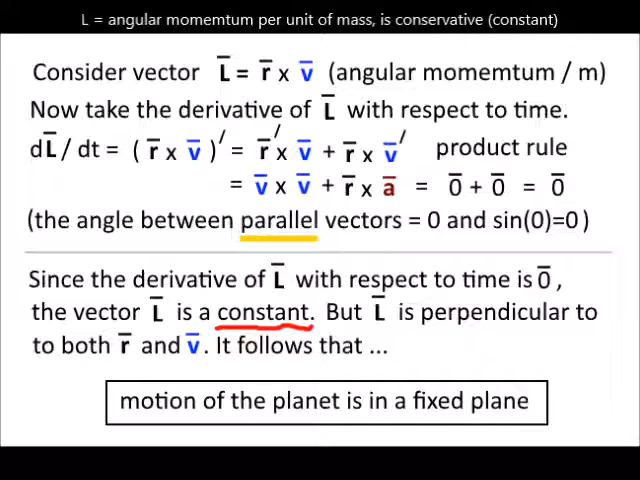 L = angular momemtum per unit of mass, is conservative (constant)
Consider vector L̅ = r̅ x v̅ (angular momemtum / m)
Now take the derivative of L̅ with respect to time.
dL̅ / dt = ( r̅ x v̅ )′ = r̅′ x v̅ + r̅ x v̅′ product rule
= v̅ x v̅ + r̅ x a̅ = 0̅ + 0̅ = 0̅
(the angle between parallel vectors = 0 and sin(0)=0 )
Since the derivative of L̅ with respect to time is 0̅ ,
the vector L̅ is a constant. But L̅ is perpendicular to
to both r̅ and v̅. It follows that ...
motion of the planet is in a fixed plane